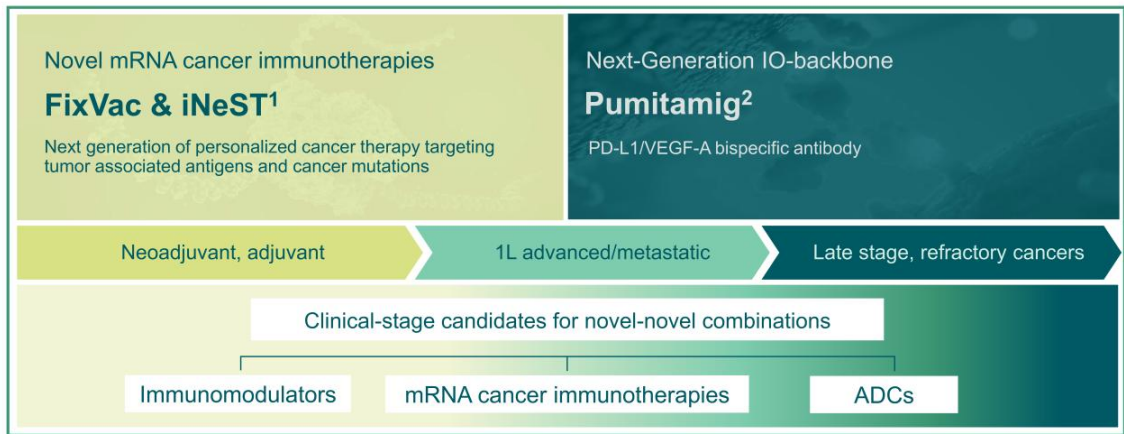 Novel mRNA cancer immunotherapies
FixVac & iNeST¹
Next generation of personalized cancer therapy targeting
tumor associated antigens and cancer mutations
Next-Generation IO-backbone
Pumitamig²
PD-L1/VEGF-A bispecific antibody
Neoadjuvant, adjuvant
1L advanced/metastatic
Late stage, refractory cancers
Clinical-stage candidates for novel-novel combinations
Immunomodulators
mRNA cancer immunotherapies
ADCs